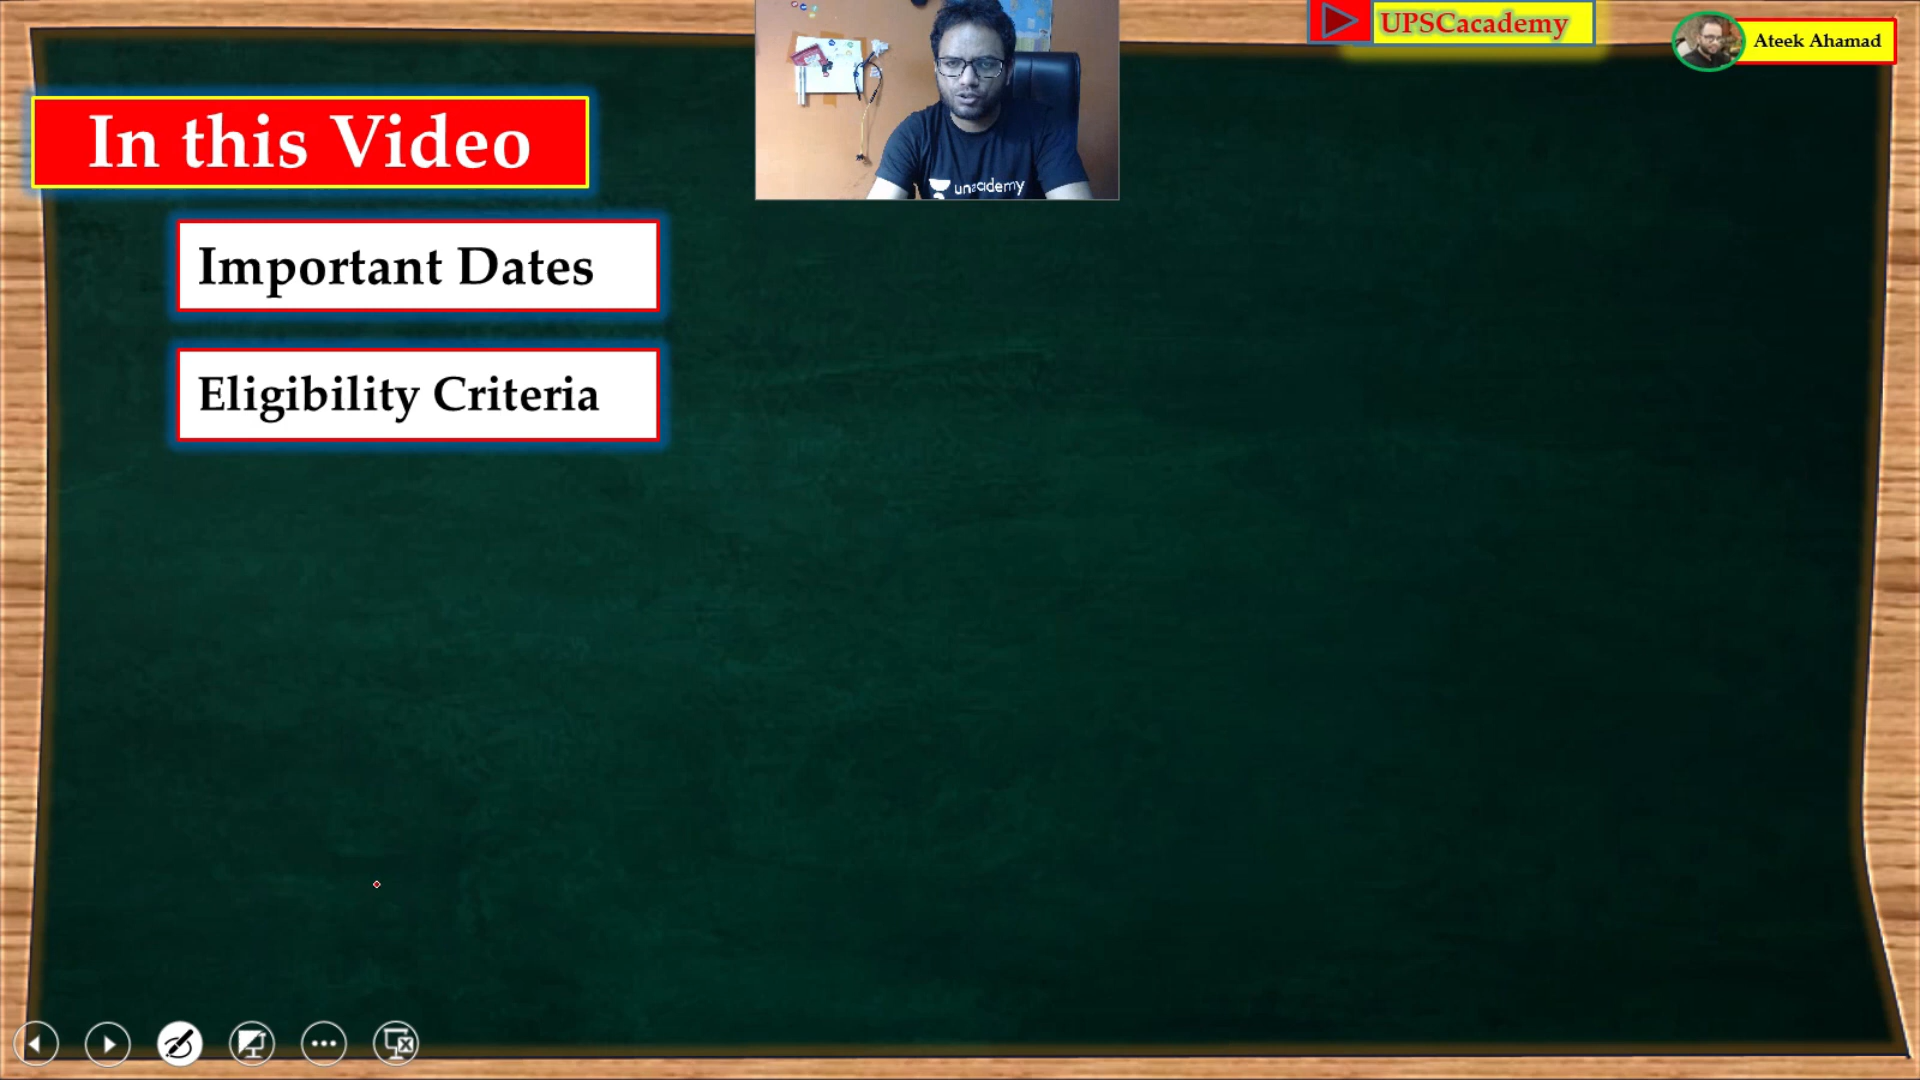 UPSCacademy
Ateek Ahamad
unacademy
In this Video
Important Dates
Eligibility Criteria